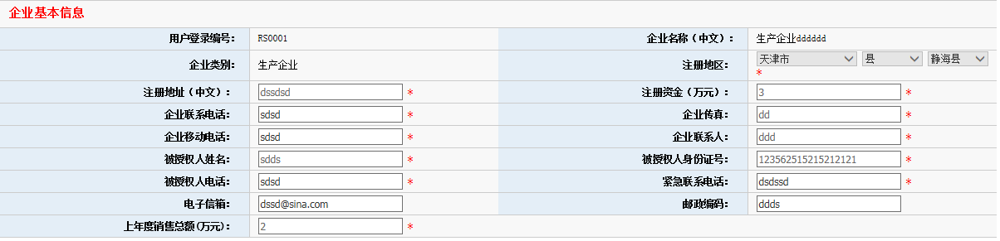 企业基本信息
用户登录编号： RS0001 企业名称（中文）： 生产企业dddddd
企业类别： 生产企业 注册地区： 天津市 县 静海县 *
注册地址（中文）： dssdsd * 注册资金（万元）： 3 *
企业联系电话： sdsd * 企业传真： dd *
企业移动电话： sdsd * 企业联系人： ddd *
被授权人姓名： sdds * 被授权人身份证号： 123562515215212121 *
被授权人电话： sdsd * 紧急联系电话： dsdssd *
电子信箱： dssd@sina.com 邮政编码： ddds
上年度销售总额(万元)： 2 *